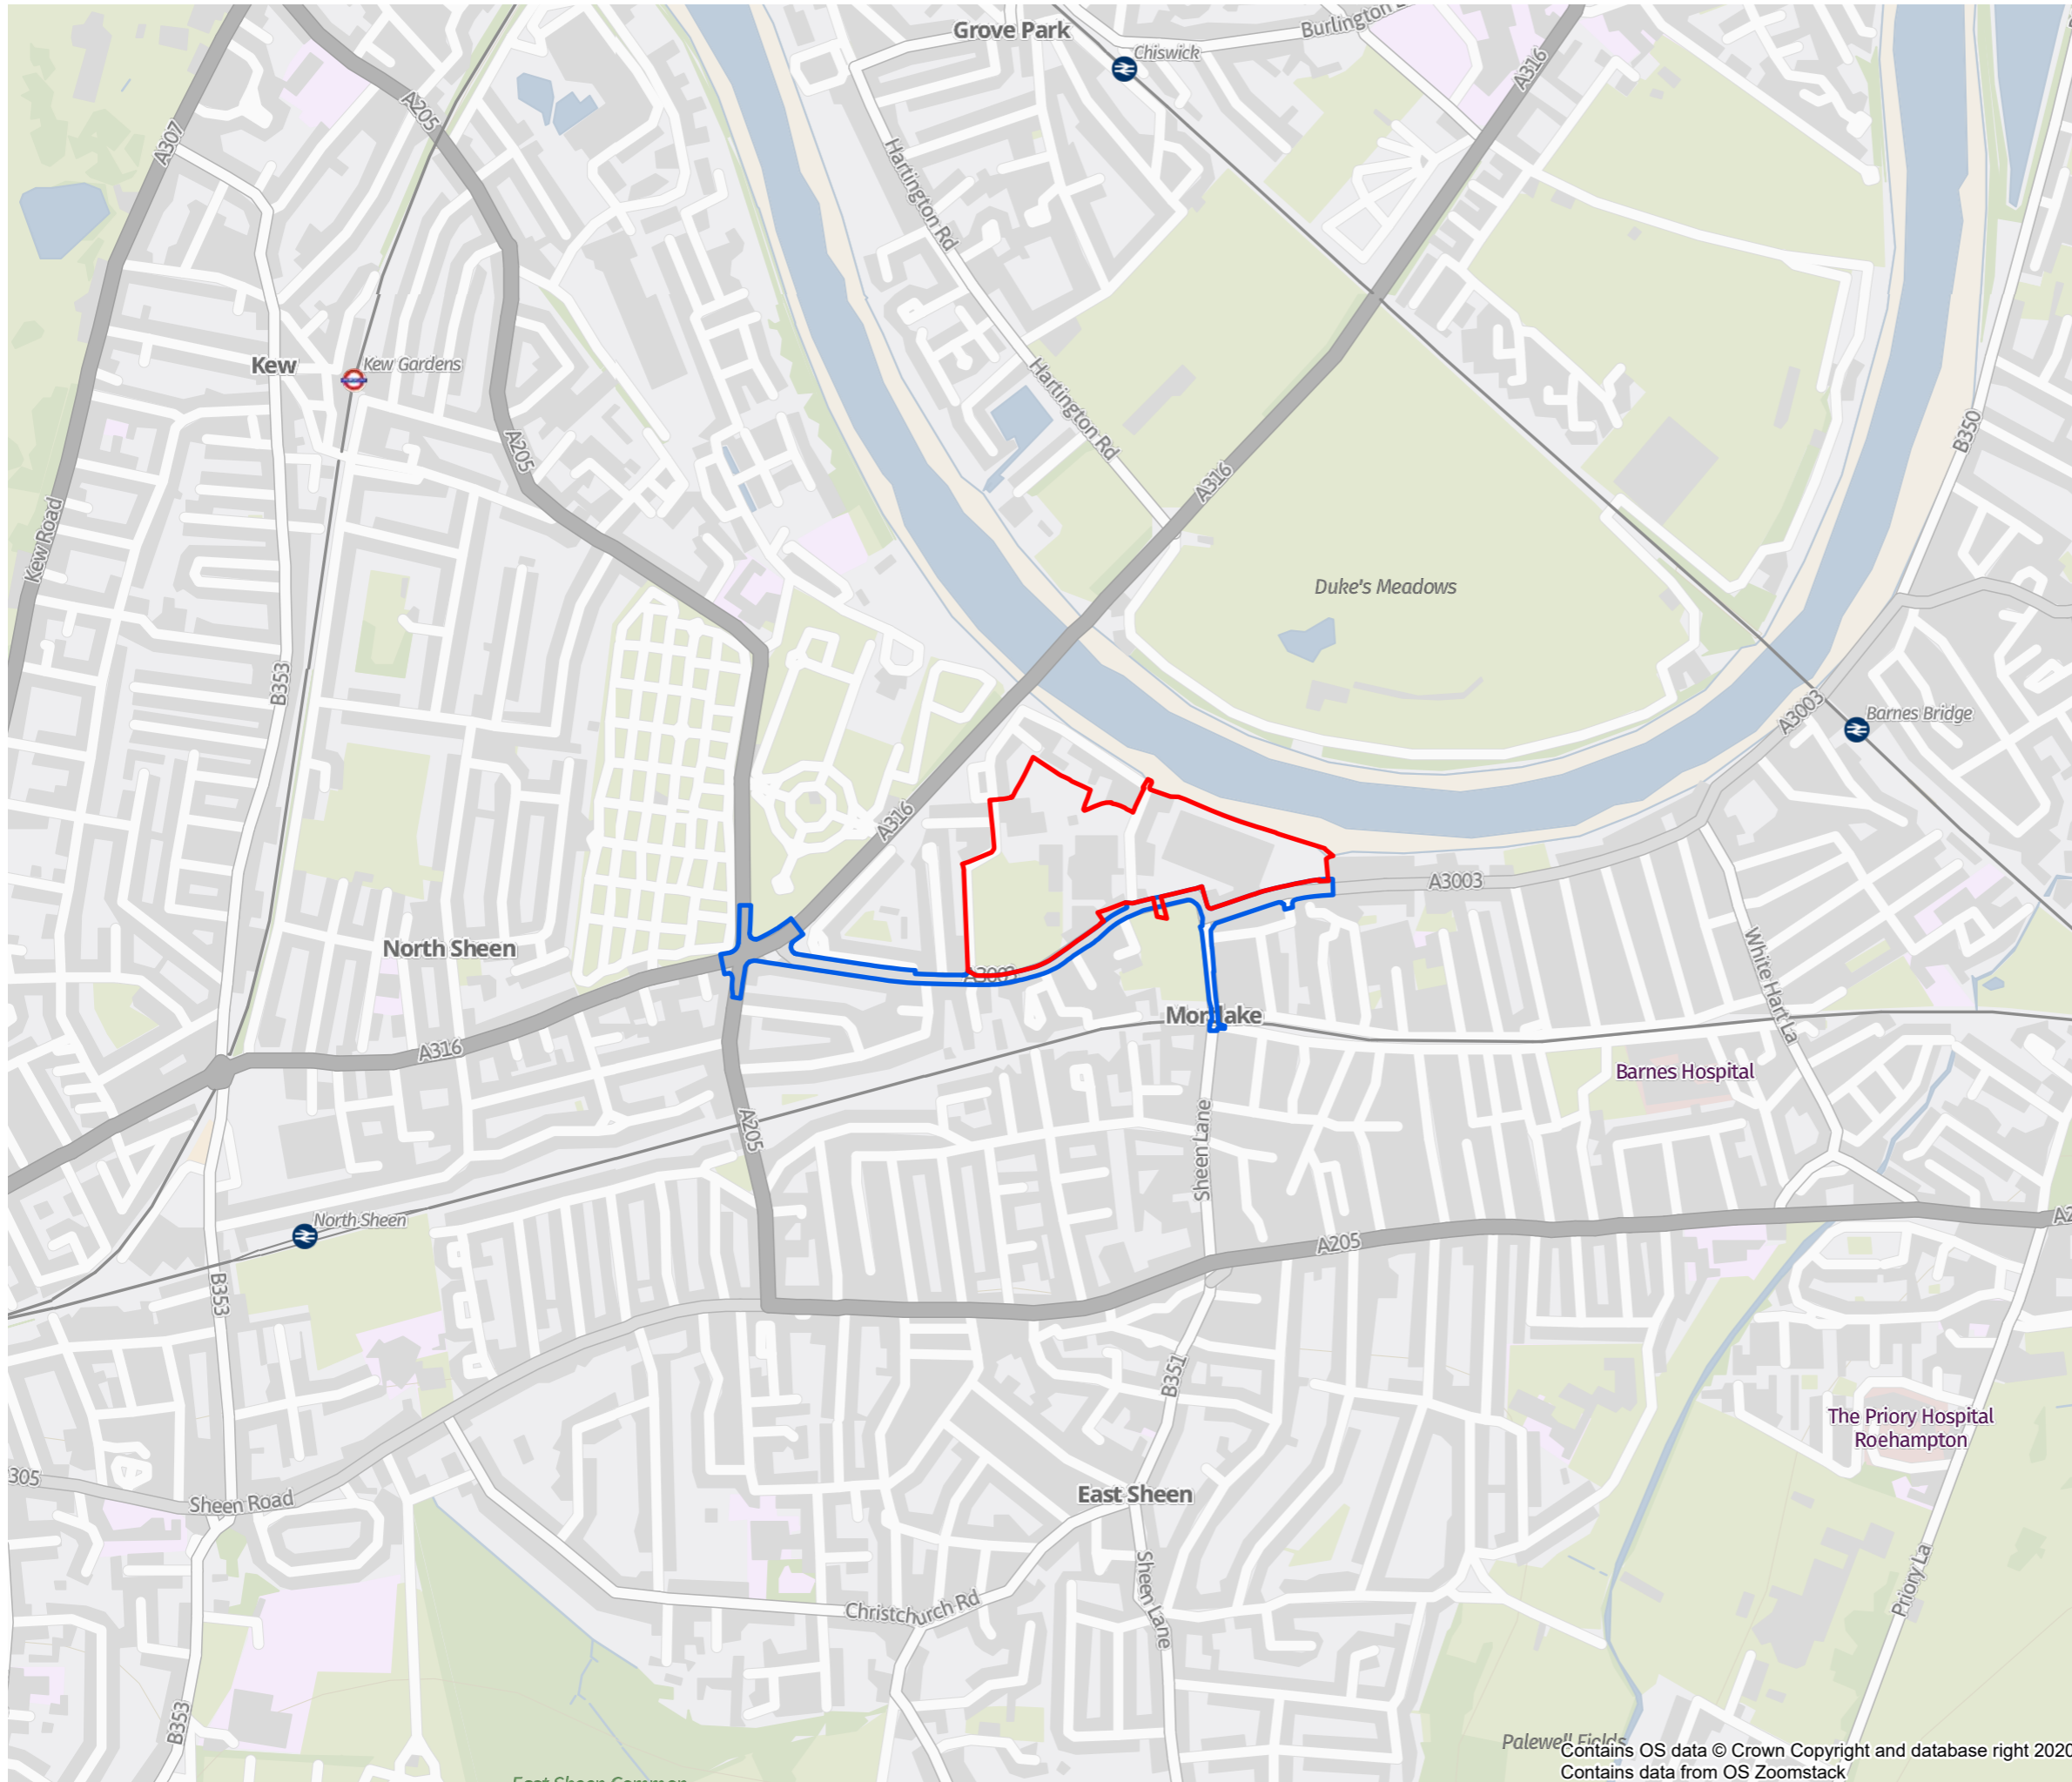 Grove Park
Burlington
Chiswick
A316
A205
A307
Hartington Rd
Kew
Kew Gardens
Hartington Rd
A205
B350
A316
Kew Road
Duke's Meadows
B353
A3003
Barnes Bridge
A316
A3003
North Sheen
White Hart La
A3003
Mortlake
A316
Barnes Hospital
A205
Sheen Lane
North Sheen
A205
B353
B351
The Priory Hospital
Roehampton
305
Sheen Road
East Sheen
Sheen Lane
Priory La
Christchurch Rd
B353
Palewell Fields
Contains OS data © Crown Copyright and database right 2020
Contains data from OS Zoomstack